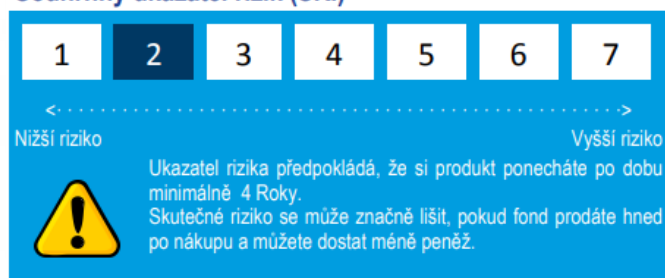 1 2 3 4 5 6 7
Nižší riziko Vyšší riziko
Ukazatel rizika předpokládá, že si produkt ponecháte po dobu
minimálně 4 Roky.
Skutečné riziko se může značně lišit, pokud fond prodáte hned
po nákupu a můžete dostat méně peněž.